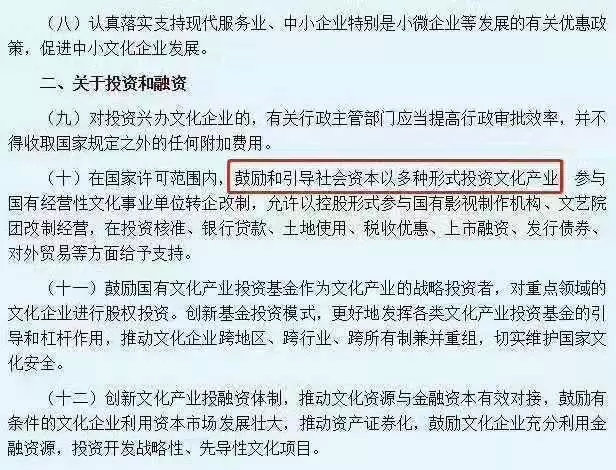 （八）认真落实支持现代服务业、中小企业特别是小微企业等发展的有关优惠政
策，促进中小文化企业发展。
二、关于投资和融资
（九）对投资兴办文化企业的，有关行政主管部门应当提高行政审批效率，并不
得收取国家规定之外的任何附加费用。
（十）在国家许可范围内，鼓励和引导社会资本以多种形式投资文化产业，参与
国有经营性文化事业单位转企改制，允许以控股形式参与国有影视制作机构、文艺院
团改制经营，在投资核准、银行贷款、土地使用、税收优惠、上市融资、发行债券、
对外贸易等方面给予支持。
（十一）鼓励国有文化产业投资基金作为文化产业的战略投资者，对重点领域的
文化企业进行股权投资。创新基金投资模式，更好地发挥各类文化产业投资基金的引
导和杠杆作用，推动文化企业跨地区、跨行业、跨所有制兼并重组，切实维护国家文
化安全。
（十二）创新文化产业投融资体制，推动文化资源与金融资本有效对接，鼓励有
条件的文化企业利用资本市场发展壮大，推动资产证券化，鼓励文化企业充分利用金
融资源，投资开发战略性、先导性文化项目。